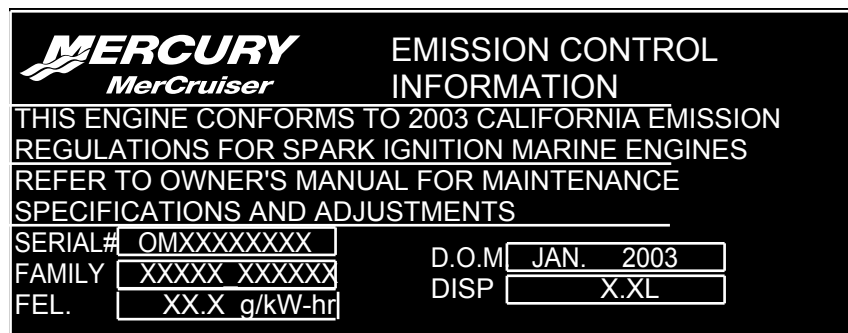 MERCURY
MerCruiser
EMISSION CONTROL
INFORMATION
THIS ENGINE CONFORMS TO 2003 CALIFORNIA EMISSION
REGULATIONS FOR SPARK IGNITION MARINE ENGINES
REFER TO OWNER'S MANUAL FOR MAINTENANCE
SPECIFICATIONS AND ADJUSTMENTS
SERIAL# OMXXXXXXXX
FAMILY XXXXX_XXXXXX
FEL. XX.X g/kW-hr
D.O.M. JAN. 2003
DISP X.XL